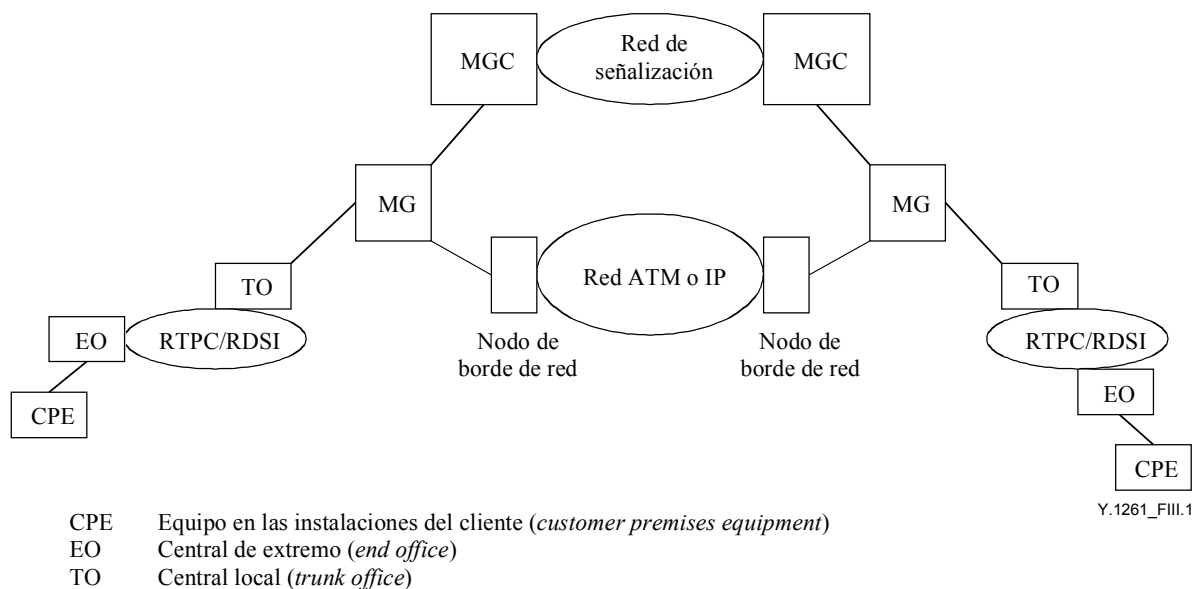 MGC
Red de
señalización
MGC
MG
MG
Red ATM o IP
TO
TO
Nodo de
borde de red
Nodo de
borde de red
EO
RTPC/RDSI
RTPC/RDSI
EO
CPE
CPE
Y.1261_FIII.1
CPE Equipo en las instalaciones del cliente (customer premises equipment)
EO Central de extremo (end office)
TO Central local (trunk office)